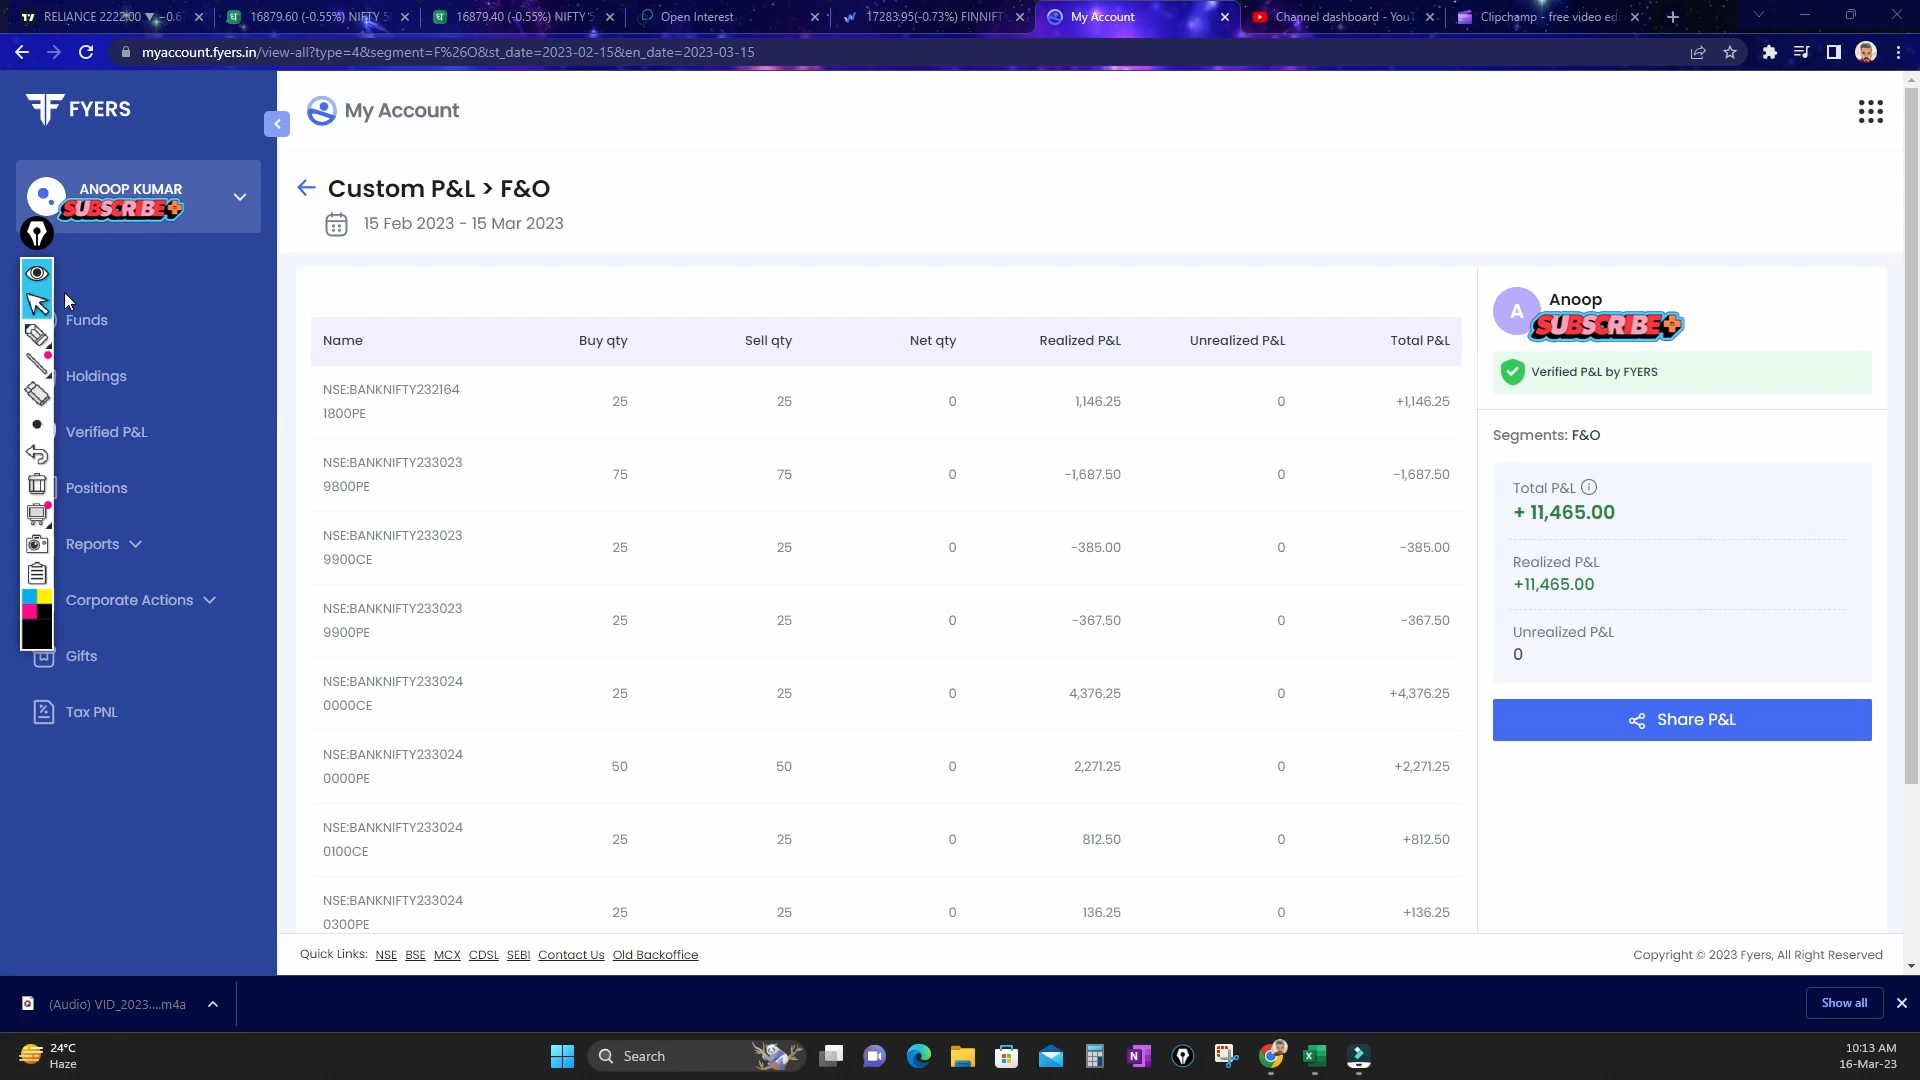 RELIANCE 2222.00 ▼ −0.6
16879.60 (-0.55%) NIFTY 50
16879.40 (-0.55%) NIFTY 5
Open Interest
17283.95(-0.73%) FINNIFT
My Account
Channel dashboard - YouT
Clipchamp - free video edi
myaccount.fyers.in/view-all?type=4&segment=F%26O&st_date=2023-02-15&en_date=2023-03-15
FYERS
My Account
ANOOP KUMAR
SUBSCRIBE
Custom P&L > F&O
15 Feb 2023 - 15 Mar 2023
Funds
Holdings
Verified P&L
Positions
Reports
Corporate Actions
Gifts
Tax PNL
Name Buy qty Sell qty Net qty Realized P&L Unrealized P&L Total P&L
NSE:BANKNIFTY232164
1800PE
25 25 0 1,146.25 0 +1,146.25
NSE:BANKNIFTY233023
9800PE
75 75 0 -1,687.50 0 -1,687.50
NSE:BANKNIFTY233023
9900CE
25 25 0 -385.00 0 -385.00
NSE:BANKNIFTY233023
9900PE
25 25 0 -367.50 0 -367.50
NSE:BANKNIFTY233024
0000CE
25 25 0 4,376.25 0 +4,376.25
NSE:BANKNIFTY233024
0000PE
50 50 0 2,271.25 0 +2,271.25
NSE:BANKNIFTY233024
0100CE
25 25 0 812.50 0 +812.50
NSE:BANKNIFTY233024
0300PE
25 25 0 136.25 0 +136.25
A
Anoop
SUBSCRIBE
Verified P&L by FYERS
Segments: F&O
Total P&L
+ 11,465.00
Realized P&L
+11,465.00
Unrealized P&L
0
Share P&L
Quick Links: NSE BSE MCX CDSL SEBI Contact Us Old Backoffice
Copyright © 2023 Fyers, All Right Reserved
(Audio) VID_2023....m4a
Show all
24°C
Haze
Search
10:13 AM
16-Mar-23